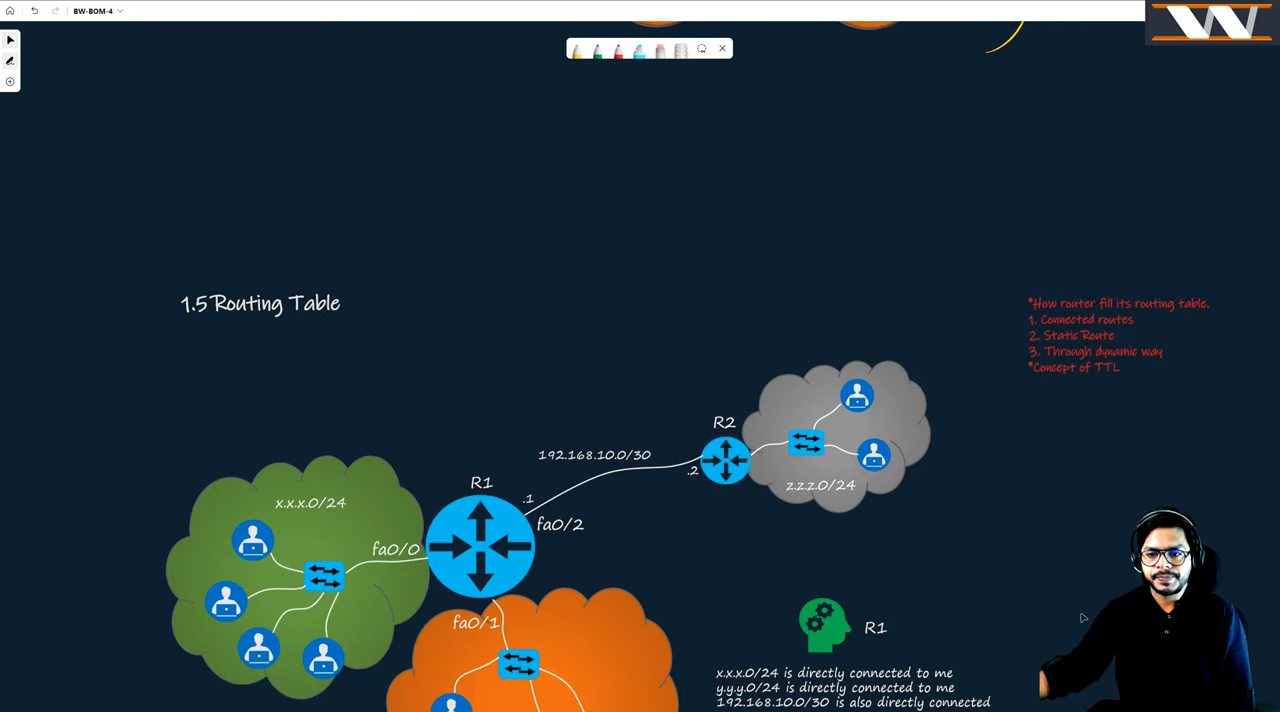 BW-BOM-4
1.5 Routing Table
*How router fill its routing table.
1. Connected routes
2. Static Route
3. Through dynamic way
*Concept of TTL
R2
192.168.10.0/30
.2
z.z.z.0/24
R1
x.x.x.0/24
.1
fa0/2
fa0/0
fa0/1
R1
x.x.x.0/24 is directly connected to me
y.y.y.0/24 is directly connected to me
192.168.10.0/30 is also directly connected